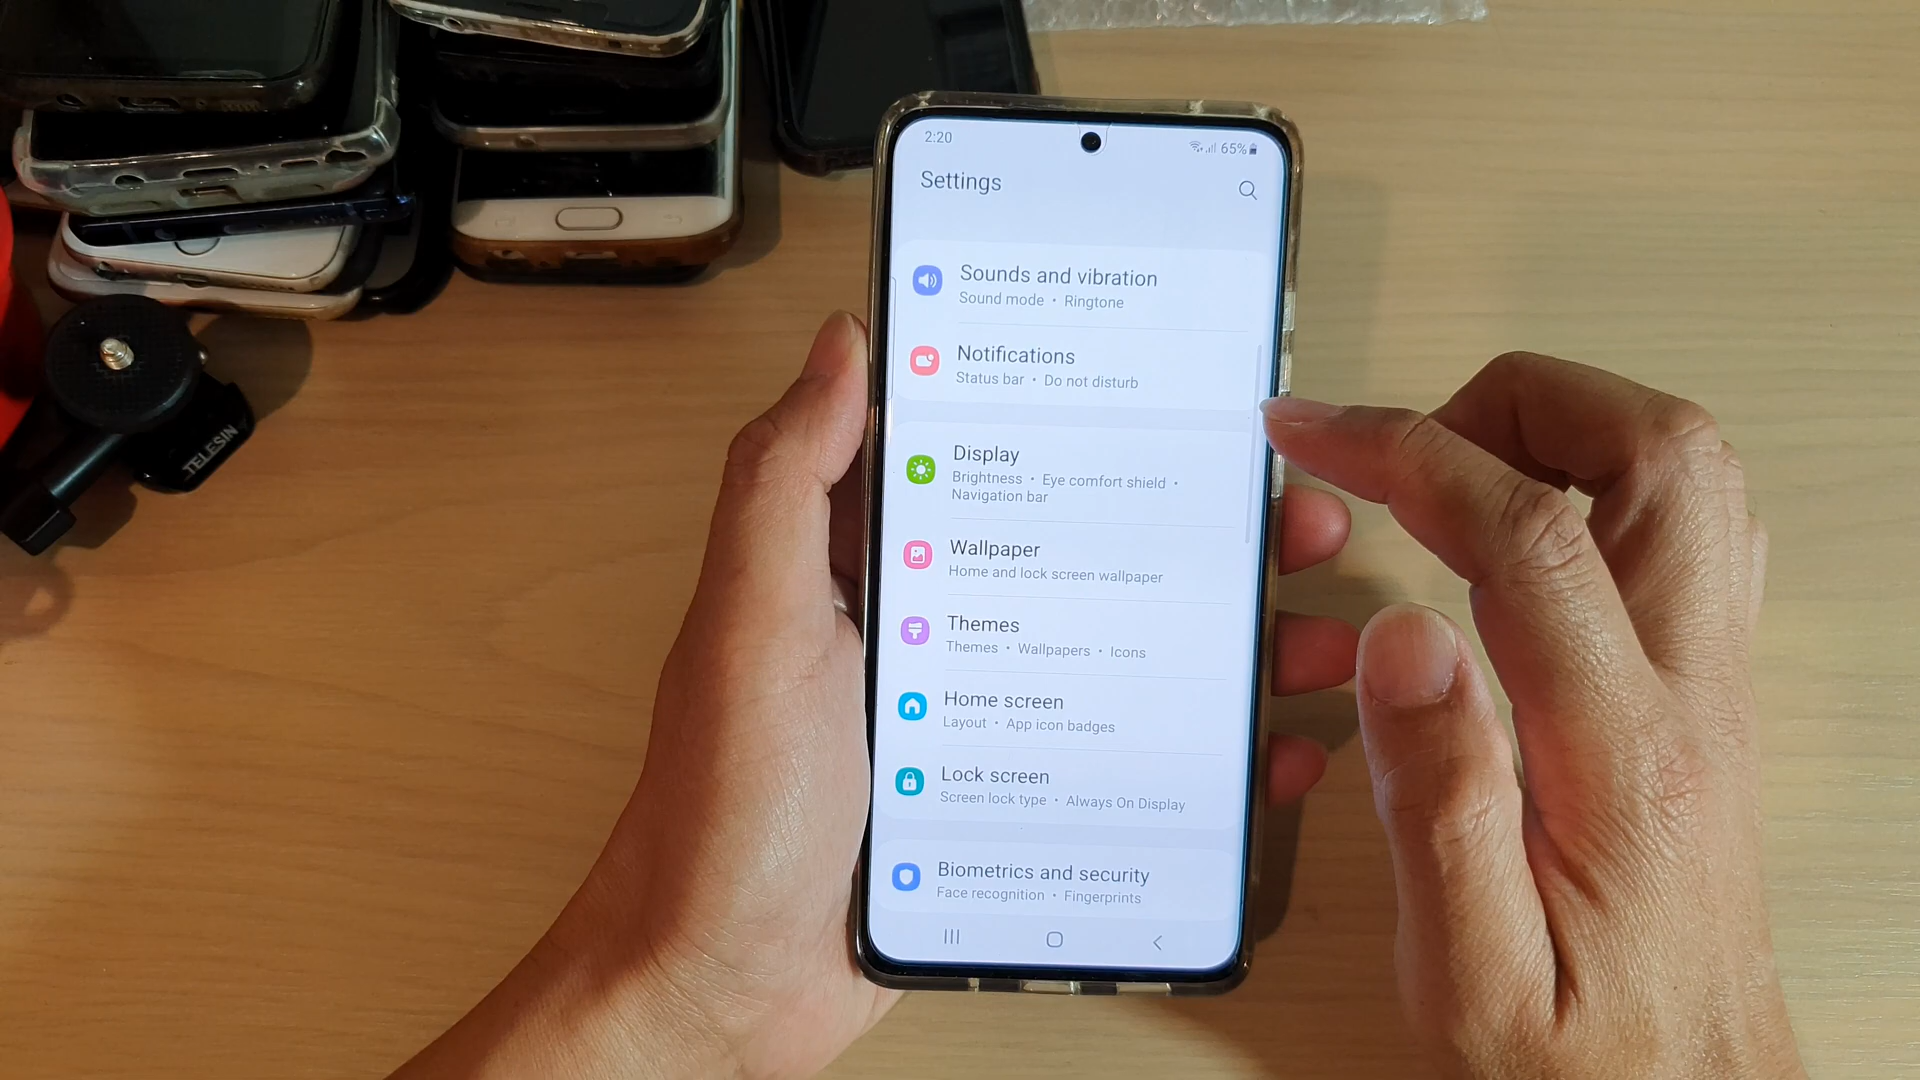 2:20
65%
Settings
Sounds and vibration
Sound mode • Ringtone
Notifications
Status bar • Do not disturb
Display
Brightness • Eye comfort shield •
Navigation bar
Wallpaper
Home and lock screen wallpaper
Themes
Themes • Wallpapers • Icons
Home screen
Layout • App icon badges
Lock screen
Screen lock type • Always On Display
Biometrics and security
Face recognition • Fingerprints
TELESIN